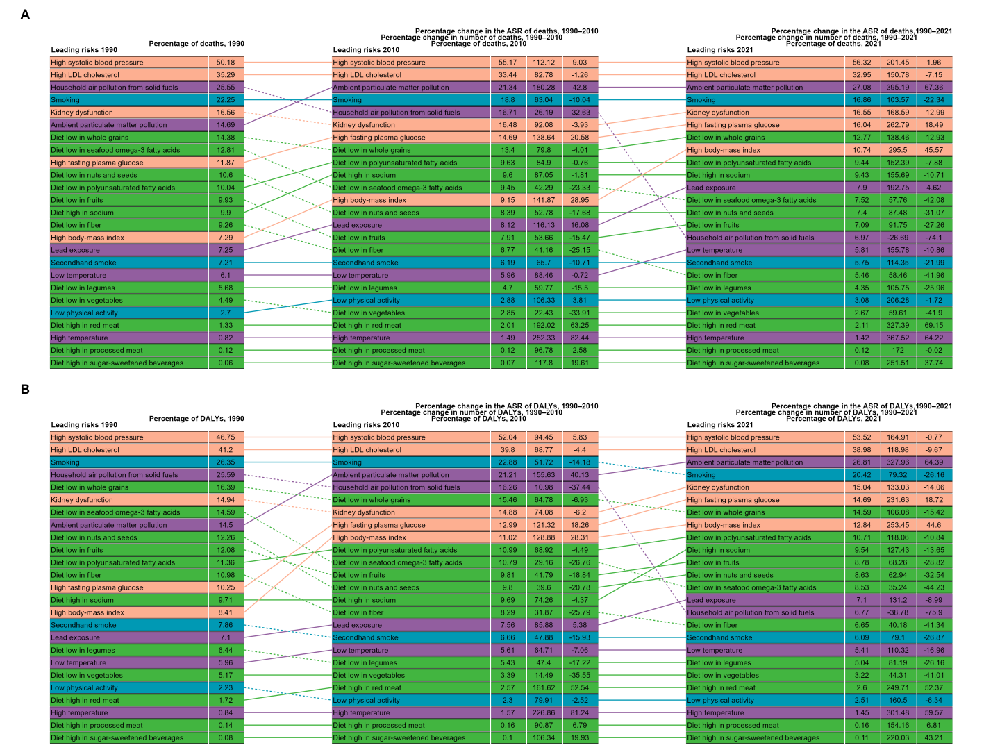 A
Percentage of deaths, 1990
Leading risks 1990
Percentage change in the ASR of deaths, 1990–2010
Percentage change in number of deaths, 1990–2010
Percentage of deaths, 2010
Leading risks 2010
Percentage change in the ASR of deaths,1990–2021
Percentage change in number of deaths, 1990–2021
Percentage of deaths, 2021
Leading risks 2021
High systolic blood pressure 50.18 High systolic blood pressure 55.17 112.12 9.03 High systolic blood pressure 56.32 201.45 1.96
High LDL cholesterol 35.29 High LDL cholesterol 33.44 82.78 -1.26 High LDL cholesterol 32.95 150.78 -7.15
Household air pollution from solid fuels 25.55 Ambient particulate matter pollution 21.34 180.28 42.8 Ambient particulate matter pollution 27.08 395.19 67.36
Smoking 22.25 Smoking 18.8 63.04 -10.04 Smoking 16.86 103.57 -22.34
Kidney dysfunction 16.56 Household air pollution from solid fuels 16.71 26.19 -32.63 Kidney dysfunction 16.55 168.59 -12.99
Ambient particulate matter pollution 14.69 Kidney dysfunction 16.48 92.08 -3.93 High fasting plasma glucose 16.04 262.79 18.49
Diet low in whole grains 14.38 High fasting plasma glucose 14.69 138.64 20.58 Diet low in whole grains 12.77 138.46 -12.93
Diet low in seafood omega-3 fatty acids 12.81 Diet low in whole grains 13.4 79.8 -4.01 High body-mass index 10.74 295.5 45.57
High fasting plasma glucose 11.87 Diet low in polyunsaturated fatty acids 9.63 84.9 -0.76 Diet low in polyunsaturated fatty acids 9.44 152.39 -7.88
Diet low in nuts and seeds 10.6 Diet high in sodium 9.6 87.05 -1.81 Diet high in sodium 9.43 155.69 -10.71
Diet low in polyunsaturated fatty acids 10.04 Diet low in seafood omega-3 fatty acids 9.45 42.29 -23.33 Lead exposure 7.9 192.75 4.62
Diet low in fruits 9.93 High body-mass index 9.15 141.87 28.95 Diet low in seafood omega-3 fatty acids 7.52 57.76 -42.08
Diet high in sodium 9.9 Diet low in nuts and seeds 8.39 52.78 -17.68 Diet low in nuts and seeds 7.4 87.48 -31.07
Diet low in fiber 9.26 Lead exposure 8.12 116.13 16.08 Diet low in fruits 7.09 91.75 -27.26
High body-mass index 7.29 Diet low in fruits 7.91 53.66 -15.47 Household air pollution from solid fuels 6.97 -26.69 -74.1
Lead exposure 7.25 Diet low in fiber 6.77 41.16 -25.15 Low temperature 5.81 155.78 -10.86
Secondhand smoke 7.21 Secondhand smoke 6.19 65.7 -10.71 Secondhand smoke 5.75 114.35 -21.99
Low temperature 6.1 Low temperature 5.96 88.46 -0.72 Diet low in fiber 5.46 58.46 -41.96
Diet low in legumes 5.68 Diet low in legumes 4.7 59.77 -15.5 Diet low in legumes 4.35 105.75 -25.96
Diet low in vegetables 4.49 Low physical activity 2.88 106.33 3.81 Low physical activity 3.08 206.28 -1.72
Low physical activity 2.7 Diet low in vegetables 2.85 22.43 -33.91 Diet low in vegetables 2.67 59.61 -41.9
Diet high in red meat 1.33 Diet high in red meat 2.01 192.02 63.25 Diet high in red meat 2.11 327.39 69.15
High temperature 0.82 High temperature 1.49 252.33 82.44 High temperature 1.42 367.52 64.22
Diet high in processed meat 0.12 Diet high in processed meat 0.12 96.78 2.58 Diet high in processed meat 0.12 172 -0.02
Diet high in sugar-sweetened beverages 0.06 Diet high in sugar-sweetened beverages 0.07 117.8 19.61 Diet high in sugar-sweetened beverages 0.08 251.51 37.74
B
Percentage of DALYs, 1990
Leading risks 1990
Percentage change in the ASR of DALYs, 1990–2010
Percentage change in number of DALYs, 1990–2010
Percentage of DALYs, 2010
Leading risks 2010
Percentage change in the ASR of DALYs,1990–2021
Percentage change in number of DALYs, 1990–2021
Percentage of DALYs, 2021
Leading risks 2021
High systolic blood pressure 46.75 High systolic blood pressure 52.04 94.45 5.83 High systolic blood pressure 53.52 164.91 -0.77
High LDL cholesterol 41.2 High LDL cholesterol 39.8 68.77 -4.4 High LDL cholesterol 38.98 118.98 -9.67
Smoking 26.35 Smoking 22.88 51.72 -14.18 Ambient particulate matter pollution 26.81 327.96 64.39
Household air pollution from solid fuels 25.59 Ambient particulate matter pollution 21.21 155.63 40.13 Smoking 20.42 79.32 -26.16
Diet low in whole grains 16.39 Household air pollution from solid fuels 16.26 10.98 -37.44 Kidney dysfunction 15.04 133.03 -14.06
Kidney dysfunction 14.94 Diet low in whole grains 15.46 64.78 -6.93 High fasting plasma glucose 14.69 231.63 18.72
Diet low in seafood omega-3 fatty acids 14.59 Kidney dysfunction 14.88 74.08 -6.2 Diet low in whole grains 14.59 106.08 -15.42
Ambient particulate matter pollution 14.5 High fasting plasma glucose 12.99 121.32 18.26 High body-mass index 12.84 253.45 44.6
Diet low in nuts and seeds 12.26 High body-mass index 11.02 128.88 28.31 Diet low in polyunsaturated fatty acids 10.71 118.06 -10.84
Diet low in fruits 12.08 Diet low in polyunsaturated fatty acids 10.99 68.92 -4.49 Diet high in sodium 9.54 127.43 -13.65
Diet low in polyunsaturated fatty acids 11.36 Diet low in seafood omega-3 fatty acids 10.79 29.16 -26.76 Diet low in fruits 8.78 68.26 -28.82
Diet low in fiber 10.98 Diet low in fruits 9.81 41.79 -18.84 Diet low in nuts and seeds 8.63 62.94 -32.54
High fasting plasma glucose 10.25 Diet low in nuts and seeds 9.8 39.6 -20.78 Diet low in seafood omega-3 fatty acids 8.53 35.24 -44.23
Diet high in sodium 9.71 Diet high in sodium 9.69 74.26 -4.37 Lead exposure 7.1 131.2 -8.99
High body-mass index 8.41 Diet low in fiber 8.29 31.87 -25.79 Household air pollution from solid fuels 6.77 -38.78 -75.9
Secondhand smoke 7.86 Lead exposure 7.56 85.88 5.38 Diet low in fiber 6.65 40.18 -41.34
Lead exposure 7.1 Secondhand smoke 6.66 47.88 -15.93 Secondhand smoke 6.09 79.1 -26.87
Diet low in legumes 6.44 Low temperature 5.61 64.71 -7.06 Low temperature 5.41 110.32 -16.96
Low temperature 5.96 Diet low in legumes 5.43 47.4 -17.22 Diet low in legumes 5.04 81.19 -26.16
Diet low in vegetables 5.17 Diet low in vegetables 3.39 14.49 -35.55 Diet low in vegetables 3.22 44.31 -41.01
Low physical activity 2.23 Diet high in red meat 2.57 161.62 52.54 Diet high in red meat 2.6 249.71 52.37
Diet high in red meat 1.72 Low physical activity 2.3 79.91 -2.52 Low physical activity 2.51 160.5 -6.34
High temperature 0.84 High temperature 1.57 226.86 81.24 High temperature 1.45 301.48 59.57
Diet high in processed meat 0.14 Diet high in processed meat 0.16 90.87 6.79 Diet high in processed meat 0.16 154.16 6.81
Diet high in sugar-sweetened beverages 0.08 Diet high in sugar-sweetened beverages 0.1 106.34 19.93 Diet high in sugar-sweetened beverages 0.11 220.03 43.21